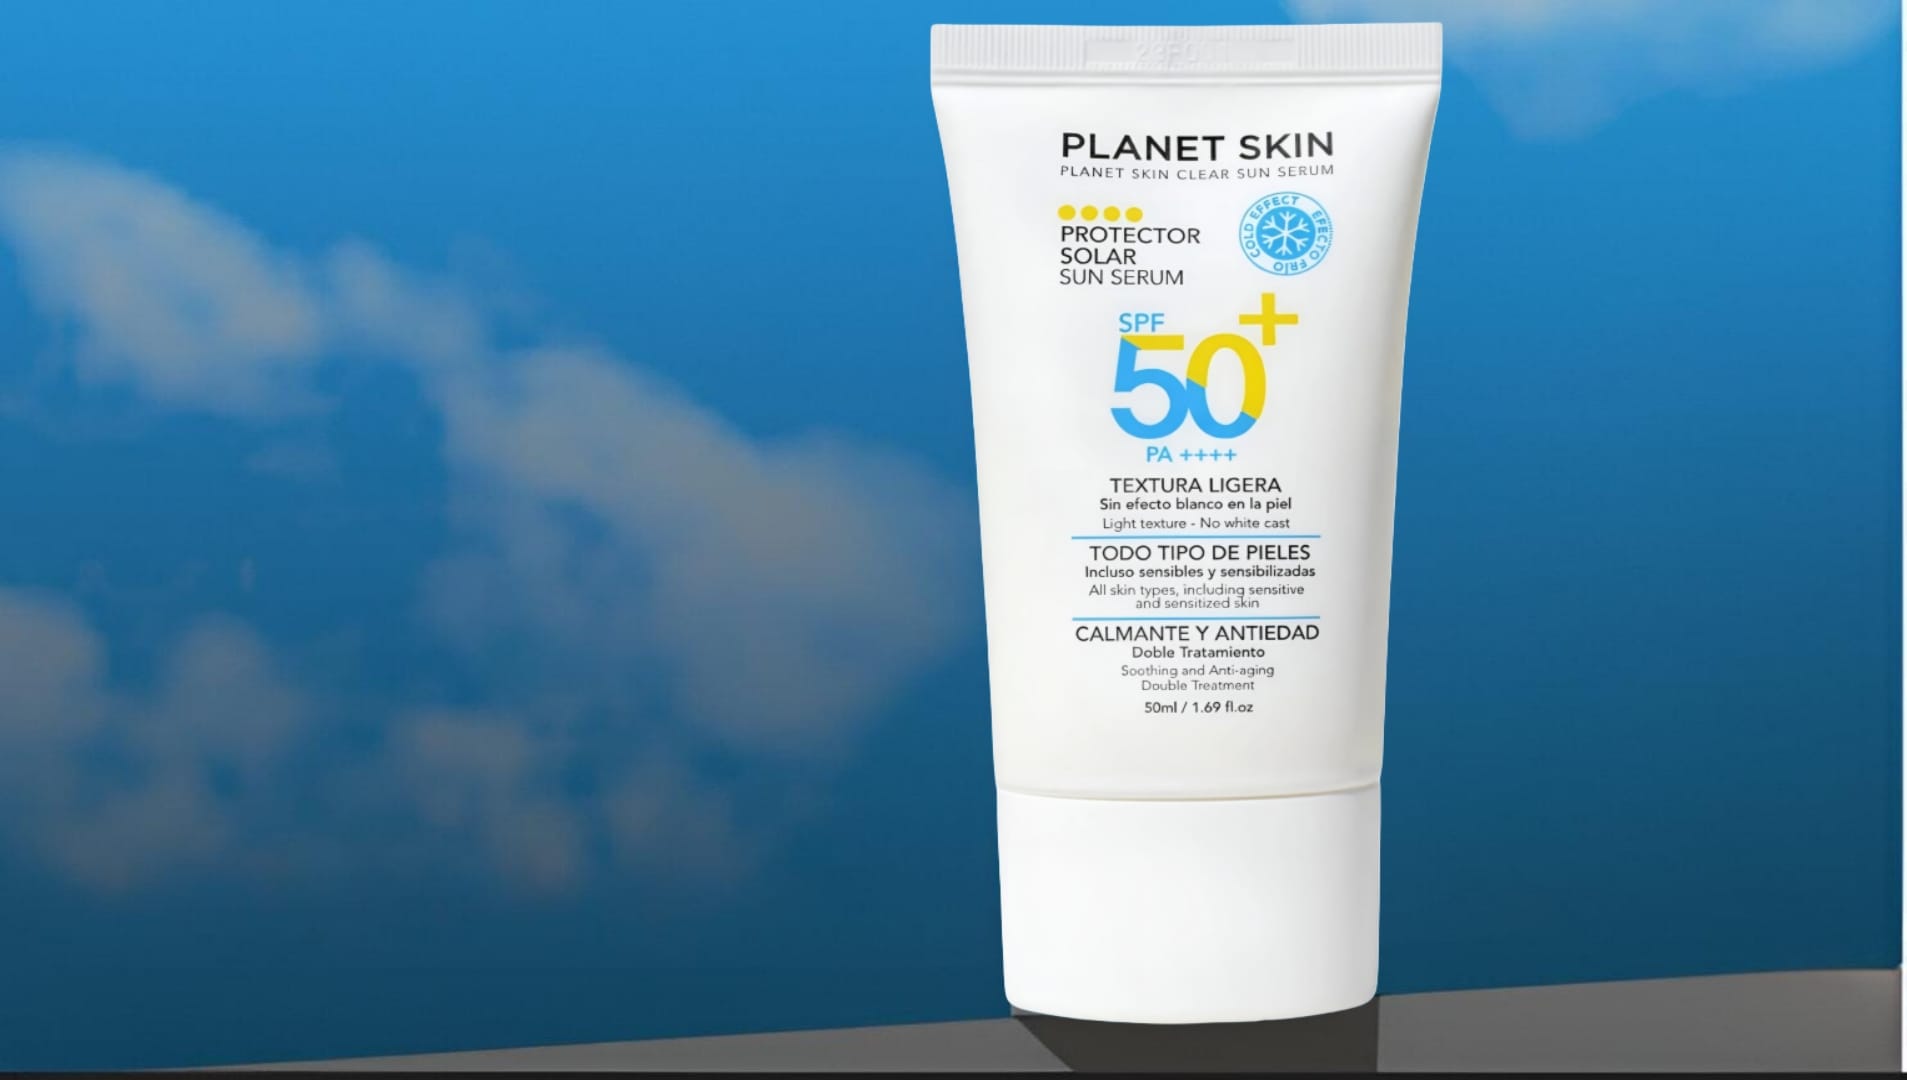 PLANET SKIN
PLANET SKIN CLEAR SUN SERUM
COLD EFFECT EFECTO FRÍO
PROTECTOR
SOLAR
SUN SERUM
SPF
50+
PA ++++
TEXTURA LIGERA
Sin efecto blanco en la piel
Light texture - No white cast
TODO TIPO DE PIELES
Incluso sensibles y sensibilizadas
All skin types, including sensitive
and sensitized skin
CALMANTE Y ANTIEDAD
Doble Tratamiento
Soothing and Anti-aging
Double Treatment
50ml / 1.69 fl.oz